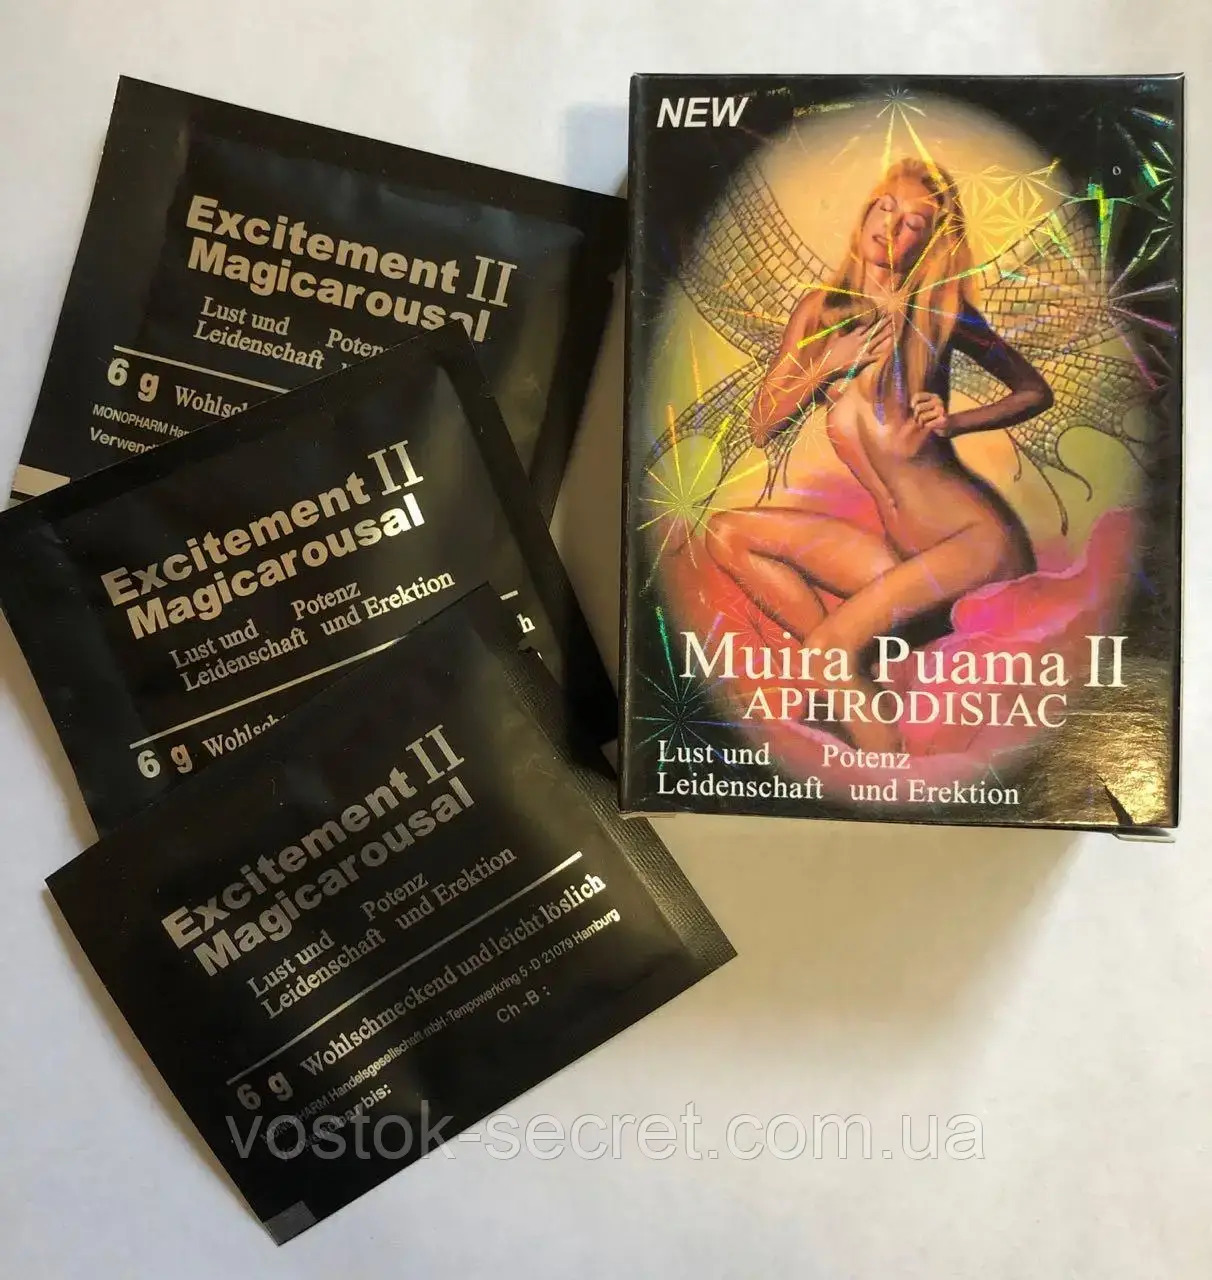 Excitement II
Magicarousal
Lust und
Leidenschaft
6 g
MONOPHARM
Excitement II
Magicarousal
Lust und Potenz
Leidenschaft und Erektion
6 g
Excitement II
Magicarousal
Lust und Potenz
Leidenschaft und Erektion
6 g Wohlschmeckend und leicht löslich
Handelsgesellschaft mbH · Tempowerkring 5 · D 21079 Hamburg
Ch.-B :
NEW
Muira Puama II
APHRODISIAC
Lust und Potenz
Leidenschaft und Erektion
vostok-secret.com.ua